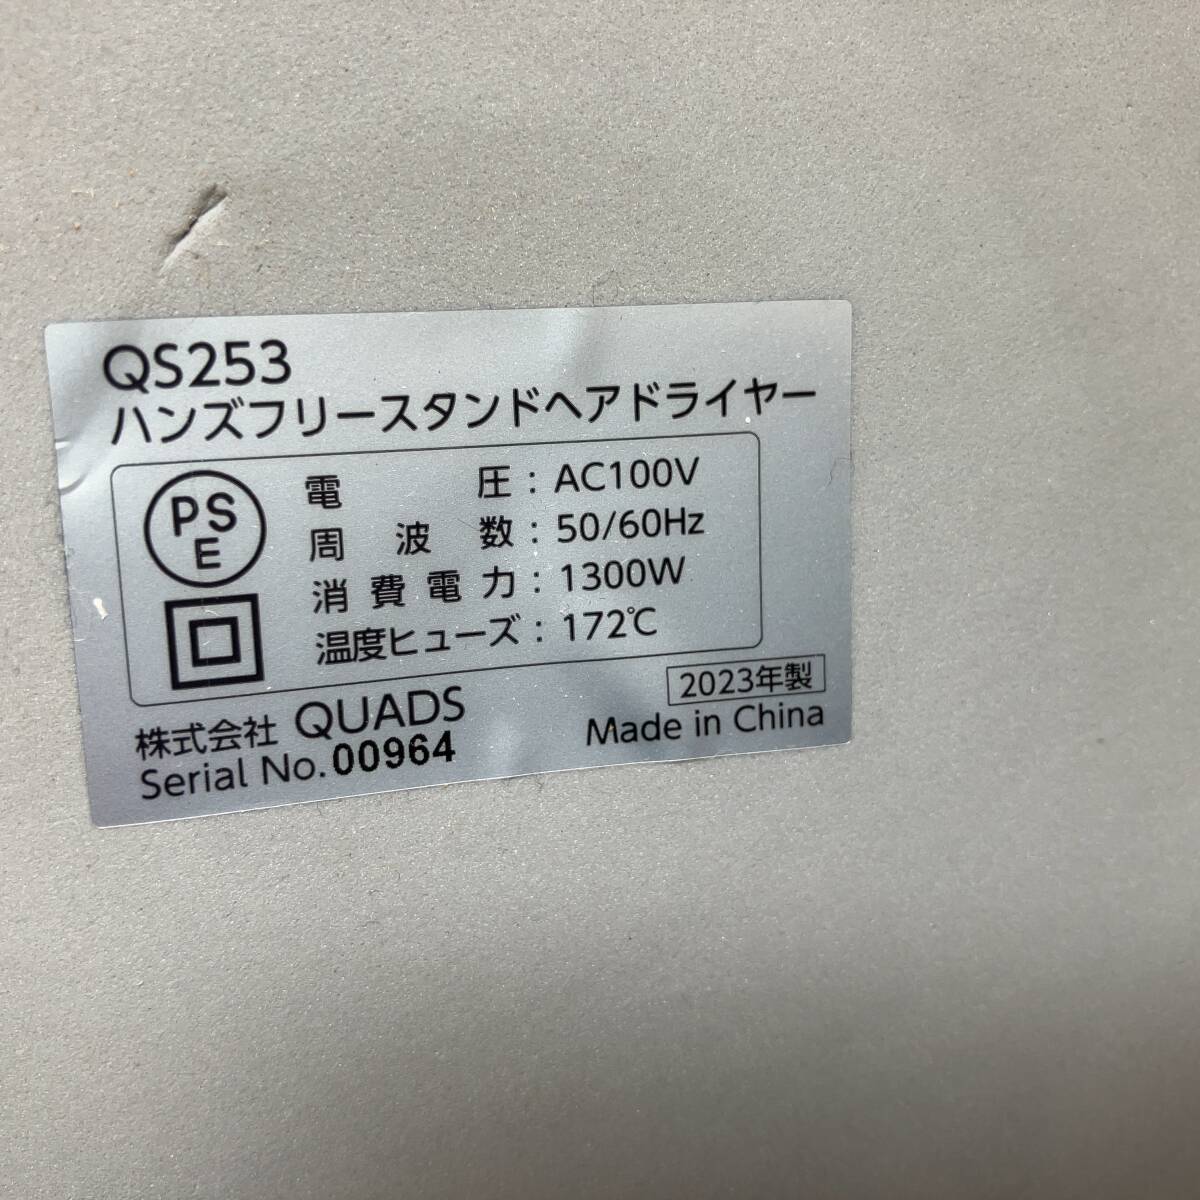 QS253
ハンズフリースタンドヘアドライヤー
PS
E
電圧：AC100V
周波数：50/60Hz
消費電力：1300W
温度ヒューズ：172℃
2023年製
株式会社 QUADS
Made in China
Serial No.00964